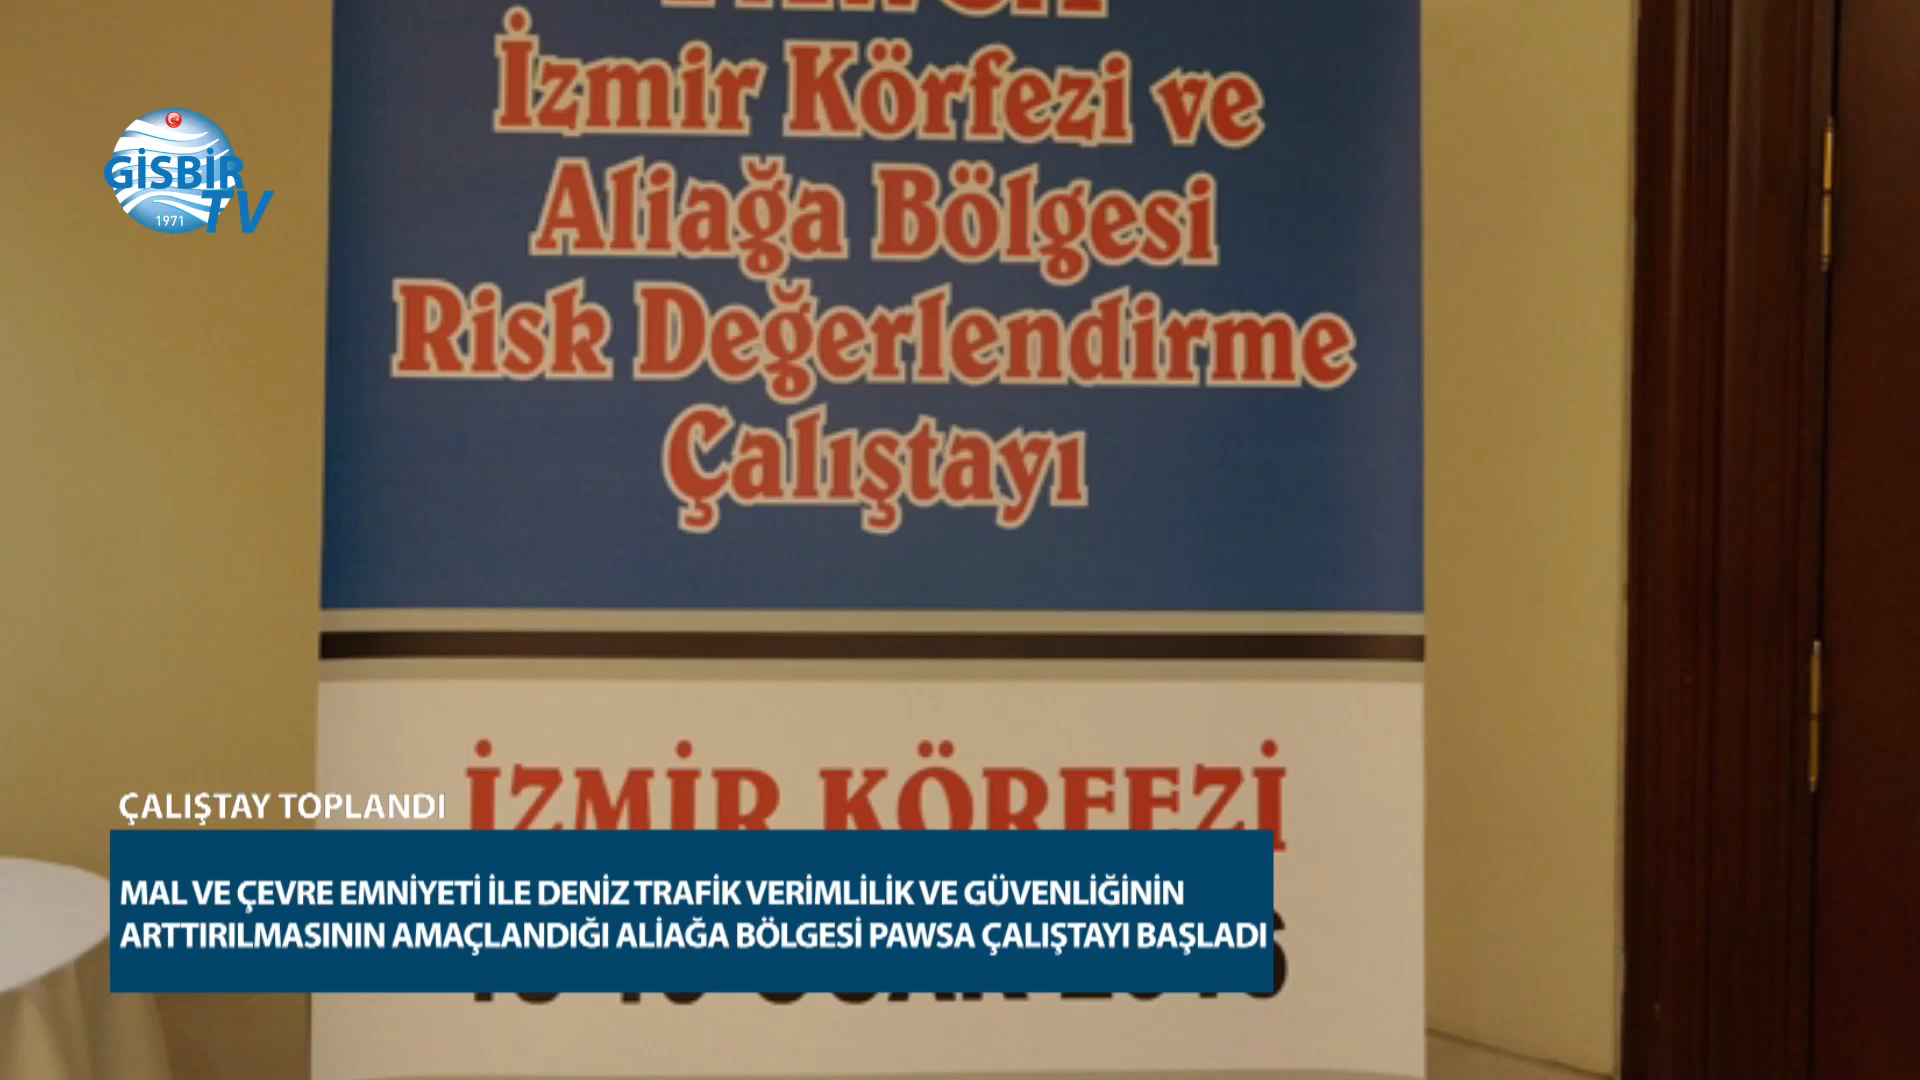 İzmir Körfezi ve
Aliağa Bölgesi
Risk Değerlendirme
Çalıştayı
GİSBİR
TV
1971
İZMİR KÖRFEZİ
ÇALIŞTAY TOPLANDI
MAL VE ÇEVRE EMNİYETİ İLE DENİZ TRAFİK VERİMLİLİK VE GÜVENLİĞİNİN
ARTTIRILMASININ AMAÇLANDIĞI ALİAĞA BÖLGESİ PAWSA ÇALIŞTAYI BAŞLADI